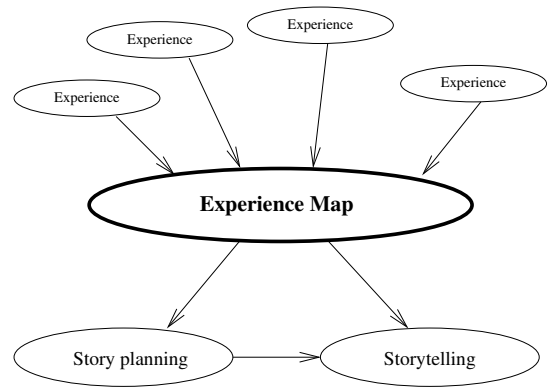 Experience
Experience
Experience
Experience
Experience Map
Story planning
Storytelling